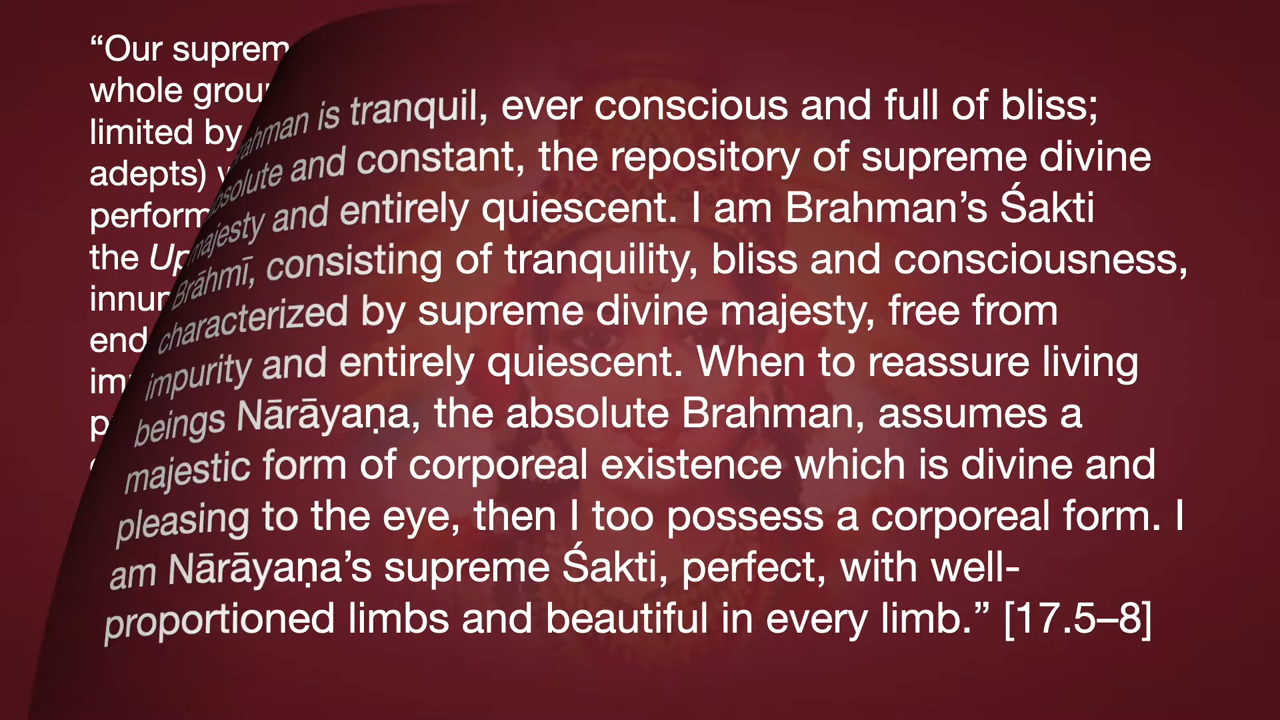 “Our suprem
whole grou
limited by
adepts)
perform
the Up
innur
end
im
p
rahman is tranquil, ever conscious and full of bliss;
bsolute and constant, the repository of supreme divine
majesty and entirely quiescent. I am Brahman’s Śakti
Brāhmī, consisting of tranquility, bliss and consciousness,
characterized by supreme divine majesty, free from
impurity and entirely quiescent. When to reassure living
beings Nārāyaṇa, the absolute Brahman, assumes a
majestic form of corporeal existence which is divine and
pleasing to the eye, then I too possess a corporeal form. I
am Nārāyaṇa’s supreme Śakti, perfect, with well-
proportioned limbs and beautiful in every limb.” [17.5–8]